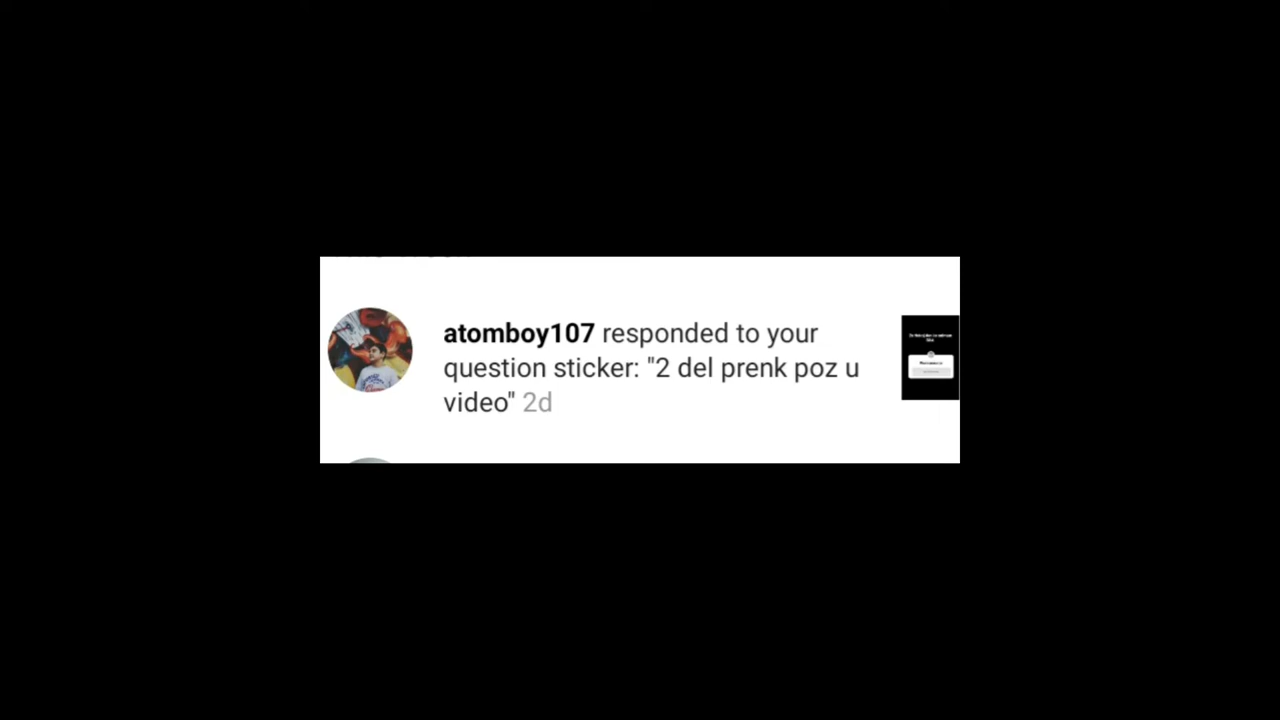 atomboy107 responded to your
question sticker: "2 del prenk poz u
video" 2d